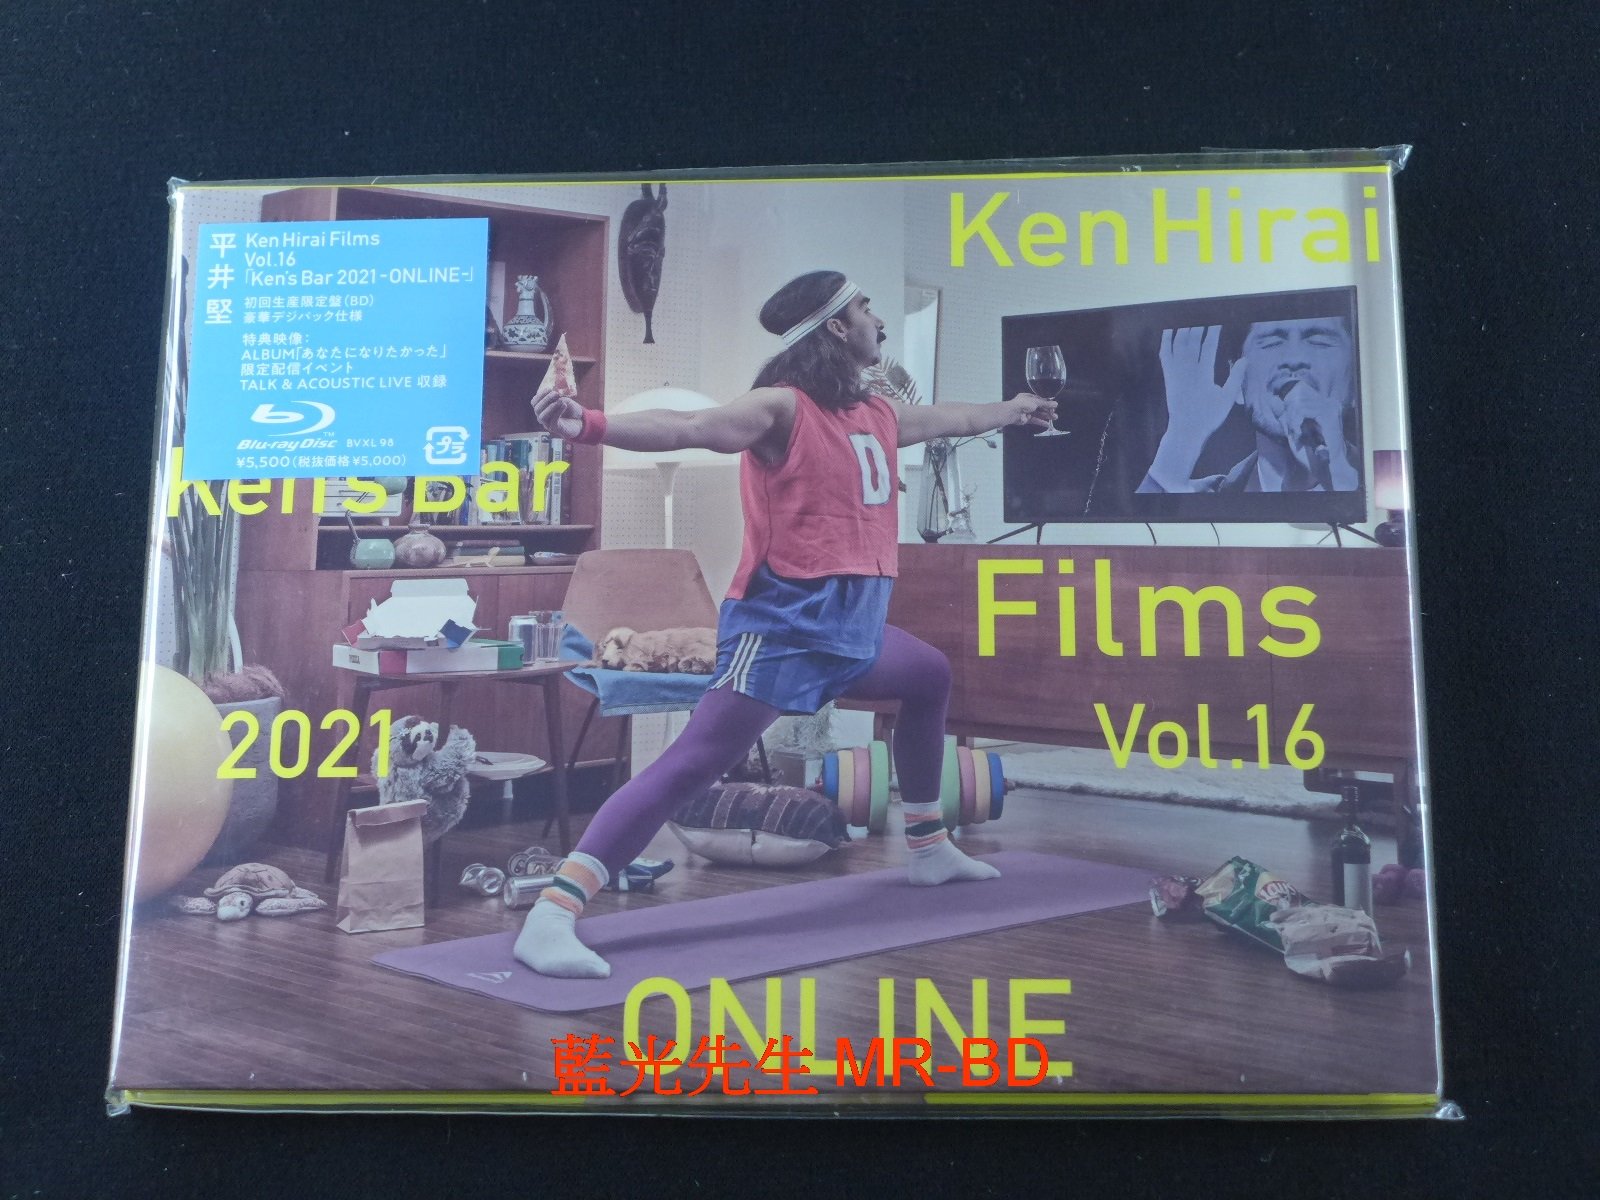 Ken Hirai
平井堅
Ken Hirai Films
Vol.16
「Ken's Bar 2021 -ONLINE-」
初回生産限定盤(BD)
豪華デジパック仕様
特典映像:
ALBUM「あなたになりたかった」
限定配信イベント
TALK & ACOUSTIC LIVE 収録
Blu-ray Disc™ BVXL 98
プラ
¥5,500(税抜価格 ¥5,000)
Ken's Bar
D
Films
2021
Vol.16
ONLINE
藍光先生 MR-BD